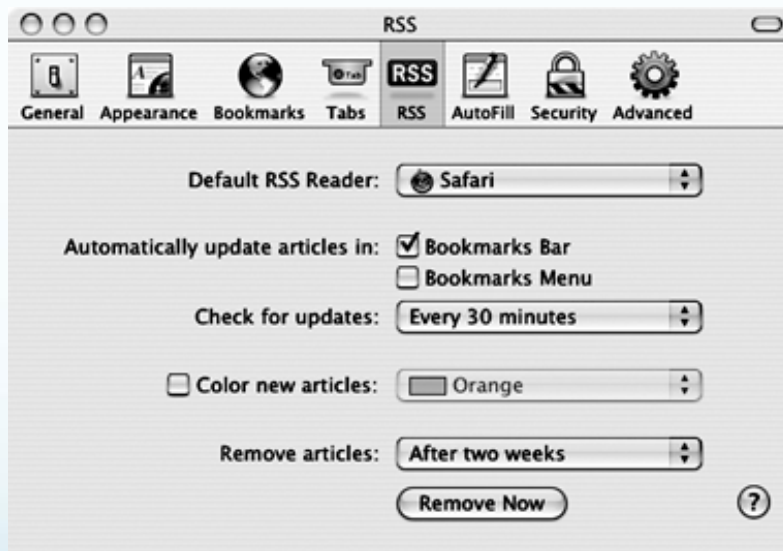 RSS
Tab
RSS
General Appearance Bookmarks Tabs RSS AutoFill Security Advanced
Default RSS Reader: Safari
Automatically update articles in: Bookmarks Bar
Bookmarks Menu
Check for updates: Every 30 minutes
Color new articles: Orange
Remove articles: After two weeks
Remove Now ?